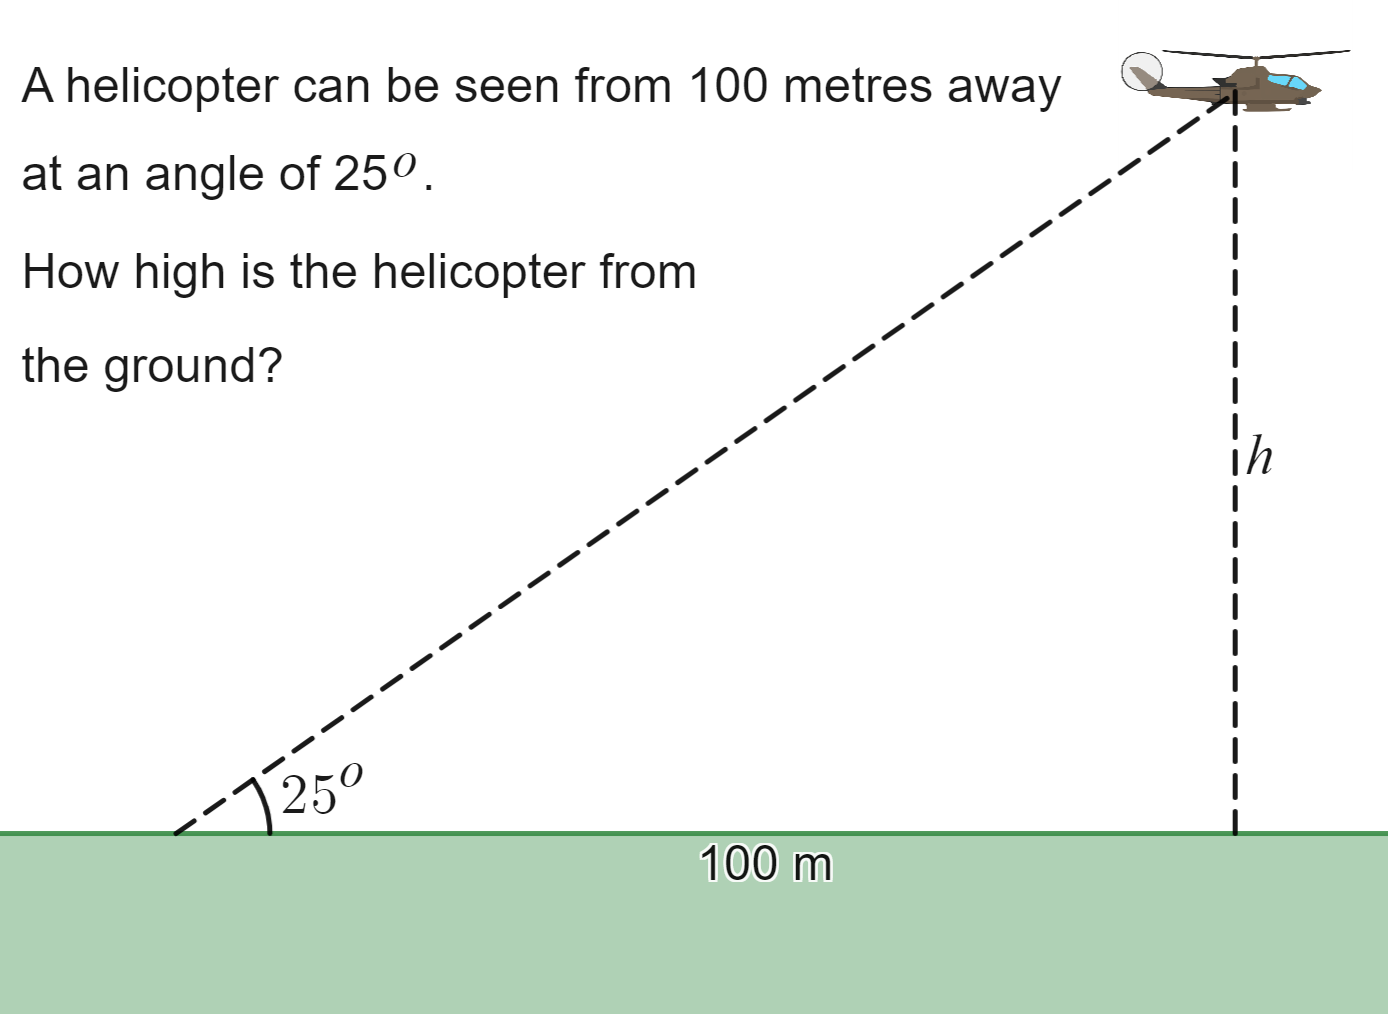 A helicopter can be seen from 100 metres away
at an angle of 25°.
How high is the helicopter from
the ground?
h
25°
100 m